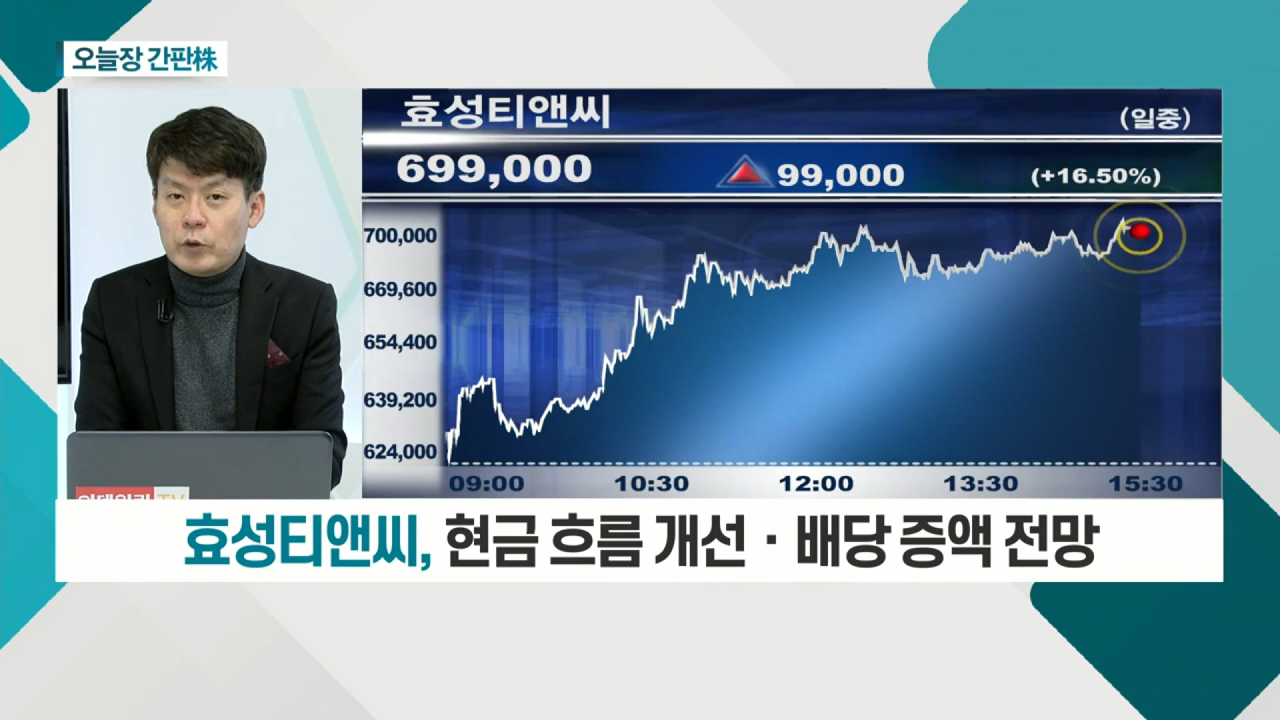 오늘장 간판株
효성티앤씨
(일중)
699,000 99,000 (+16.50%)
700,000
669,600
654,400
639,200
624,000
09:00 10:30 12:00 13:30 15:30
TV
효성티앤씨, 현금 흐름 개선·배당 증액 전망